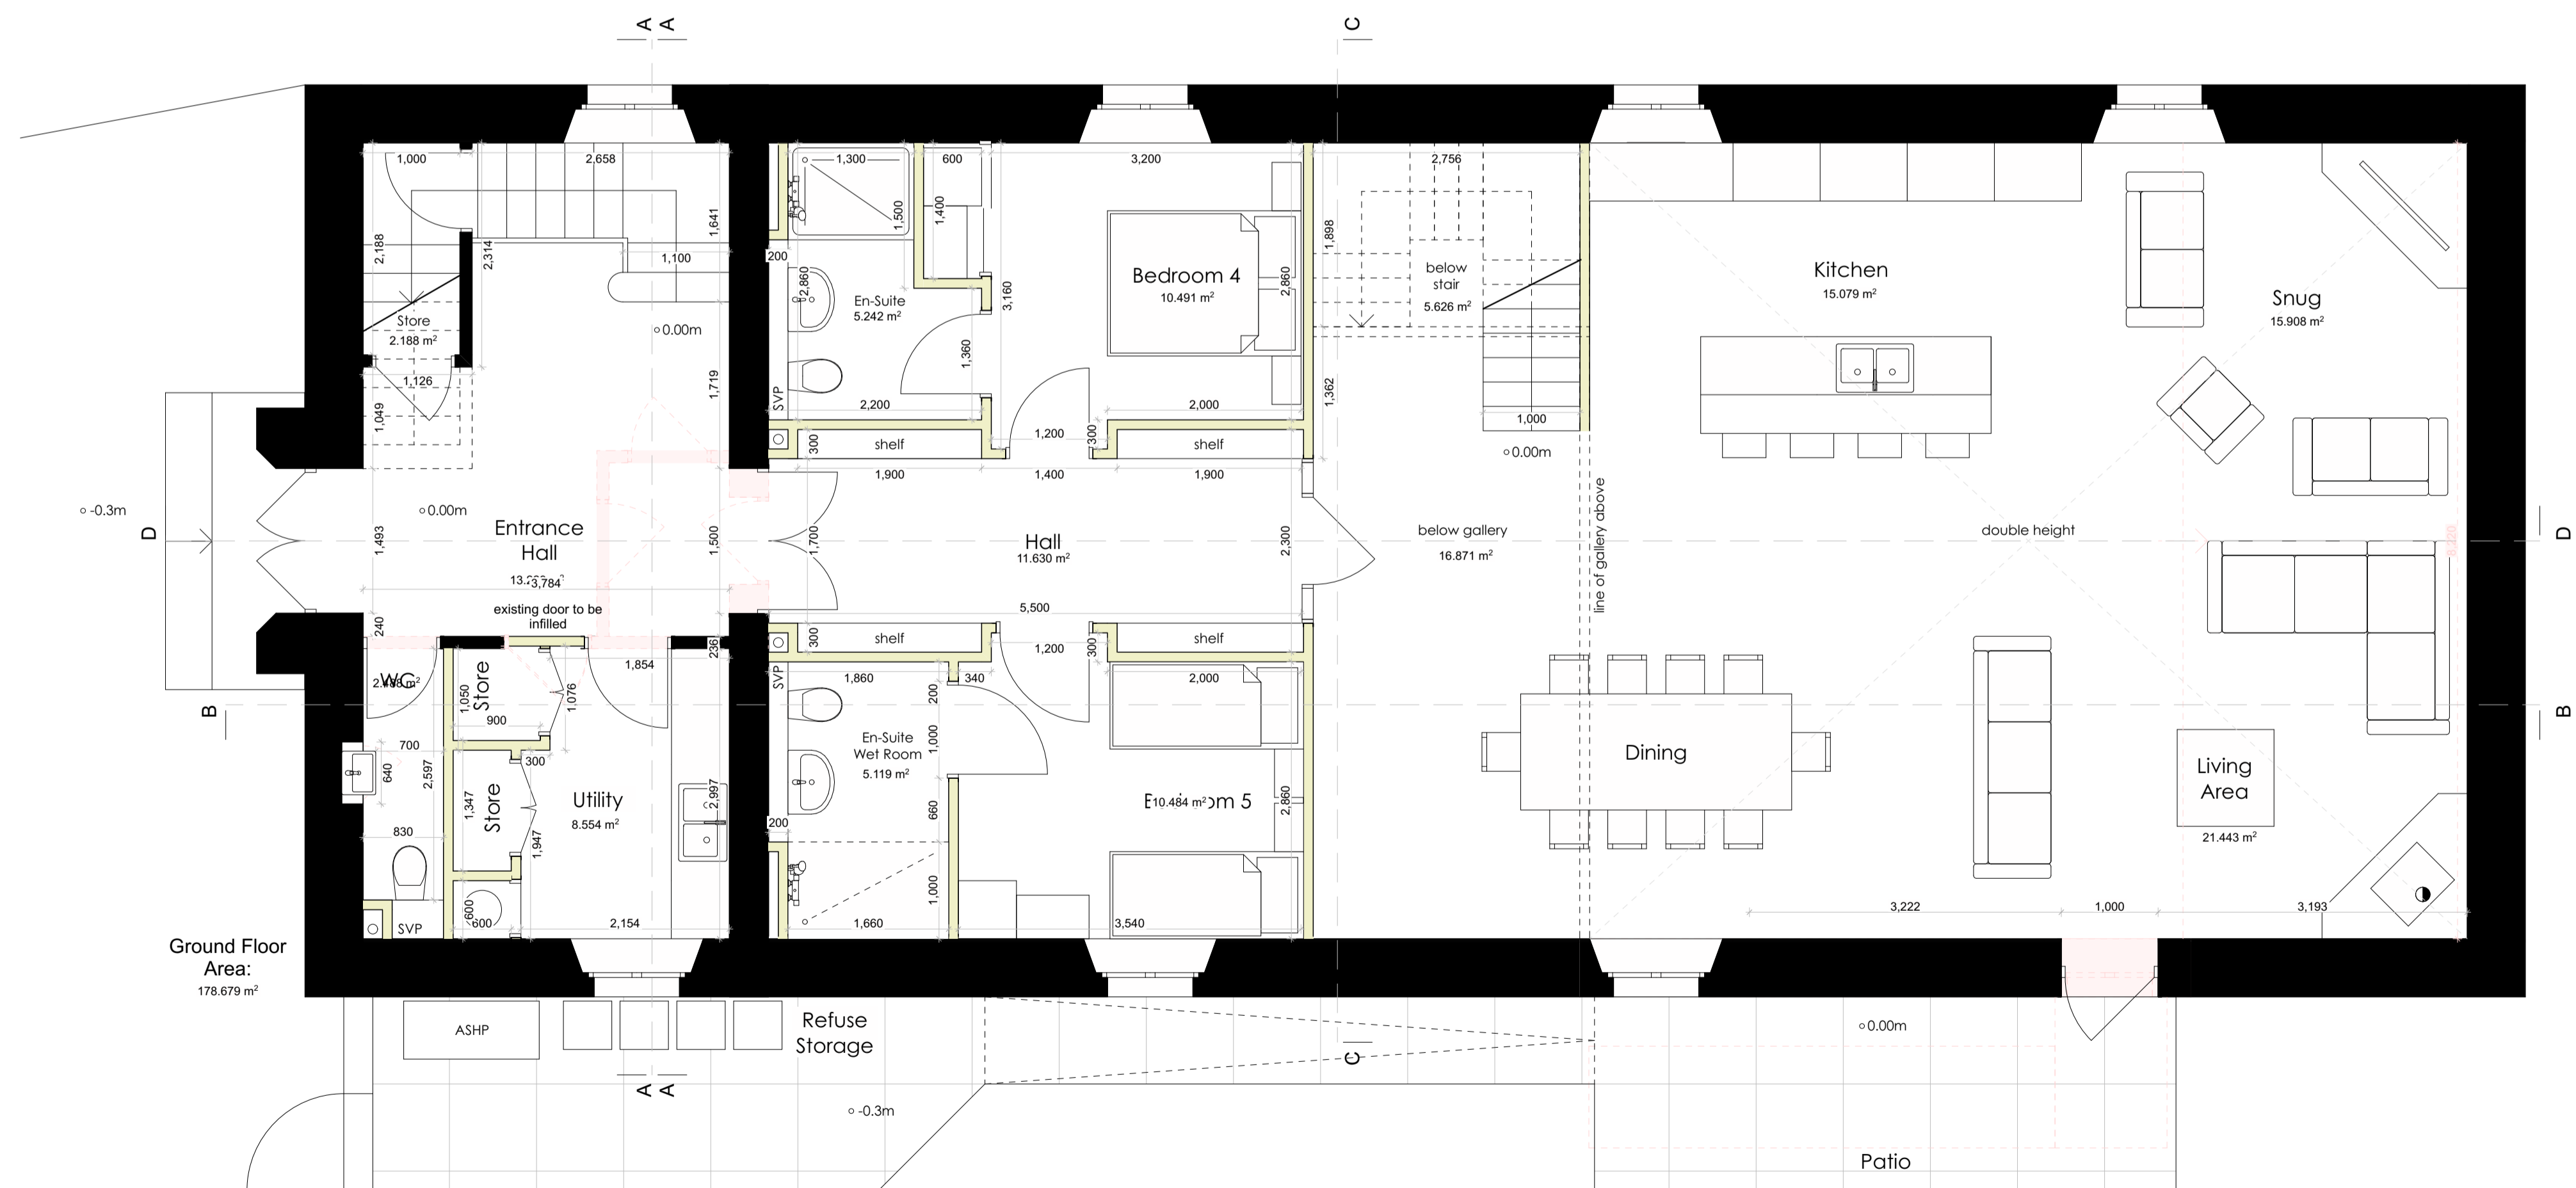 A A
C
1,000
2,658
1,300
600
3,200
2,756
2,188
2,314
1,641
1,100
200
2,860
1,500
1,400
3,160
2,860
1,898
En-Suite
5.242 m²
Bedroom 4
10.491 m²
below
stair
5.626 m²
Kitchen
15.079 m²
Snug
15.908 m²
Store
2.188 m²
0.00m
1,126
1,049
1,719
1,360
SVP
2,200
2,000
1,362
1,000
300
shelf
1,200
300
shelf
0.00m
1,900
1,400
1,900
-0.3m
D
0.00m
1,493
Entrance
Hall
3,784
1,500
1,700
Hall
11.630 m²
2,300
below gallery
16.871 m²
line of gallery above
double height
8,220
D
existing door to be
infilled
5,500
240
236
300
shelf
1,200
300
shelf
WC
Store
1,050
900
1,076
1,854
SVP
1,860
340
200
2,000
B
B
700
640
2,597
300
1,347
Store
Utility
8.554 m²
2,997
1,947
En-Suite
Wet Room
5.119 m²
1,000
660
200
10.484 m²
2,860
Dining
Living
Area
21.443 m²
830
600
600
SVP
2,154
1,660
1,000
3,540
3,222
1,000
3,193
Ground Floor
Area:
178.679 m²
ASHP
Refuse
Storage
A A
C
0.00m
-0.3m
Patio